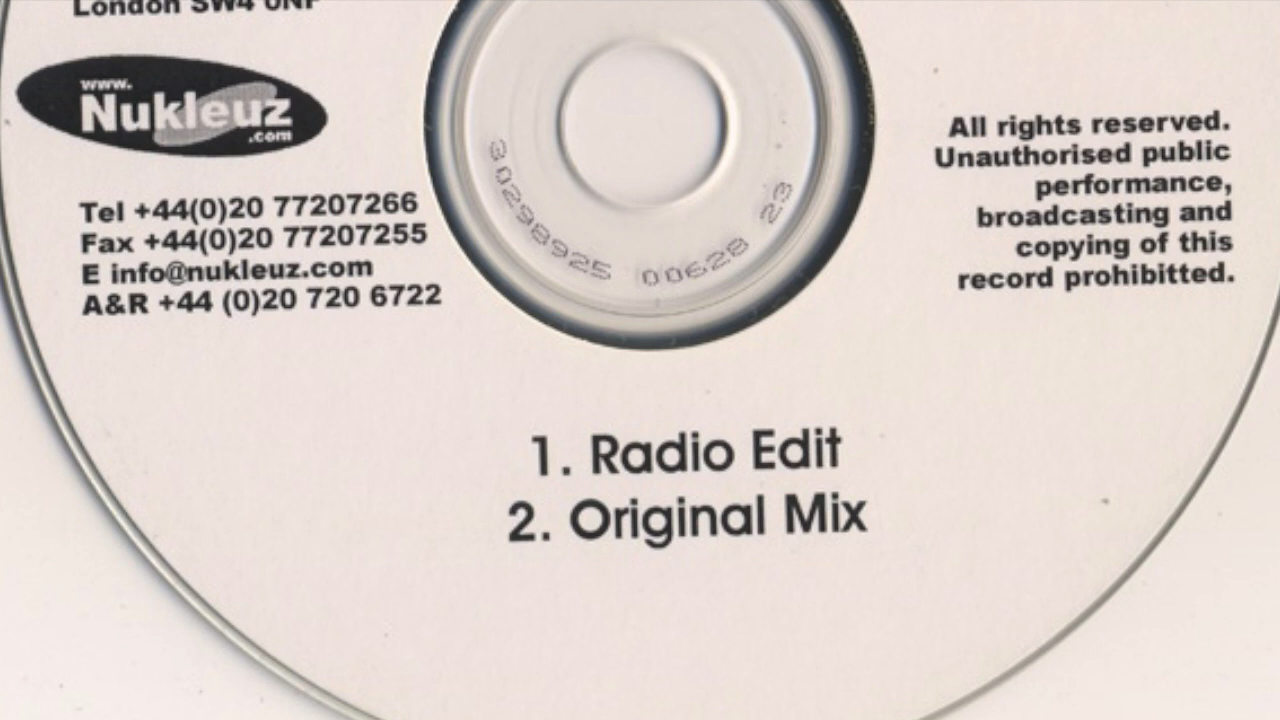 London SW4 0NF
www.
Nukleuz
.com
Tel +44(0)20 77207266
Fax +44(0)20 77207255
E info@nukleuz.com
A&R +44 (0)20 720 6722
30298925 00628 23
All rights reserved.
Unauthorised public
performance,
broadcasting and
copying of this
record prohibitted.
1. Radio Edit
2. Original Mix